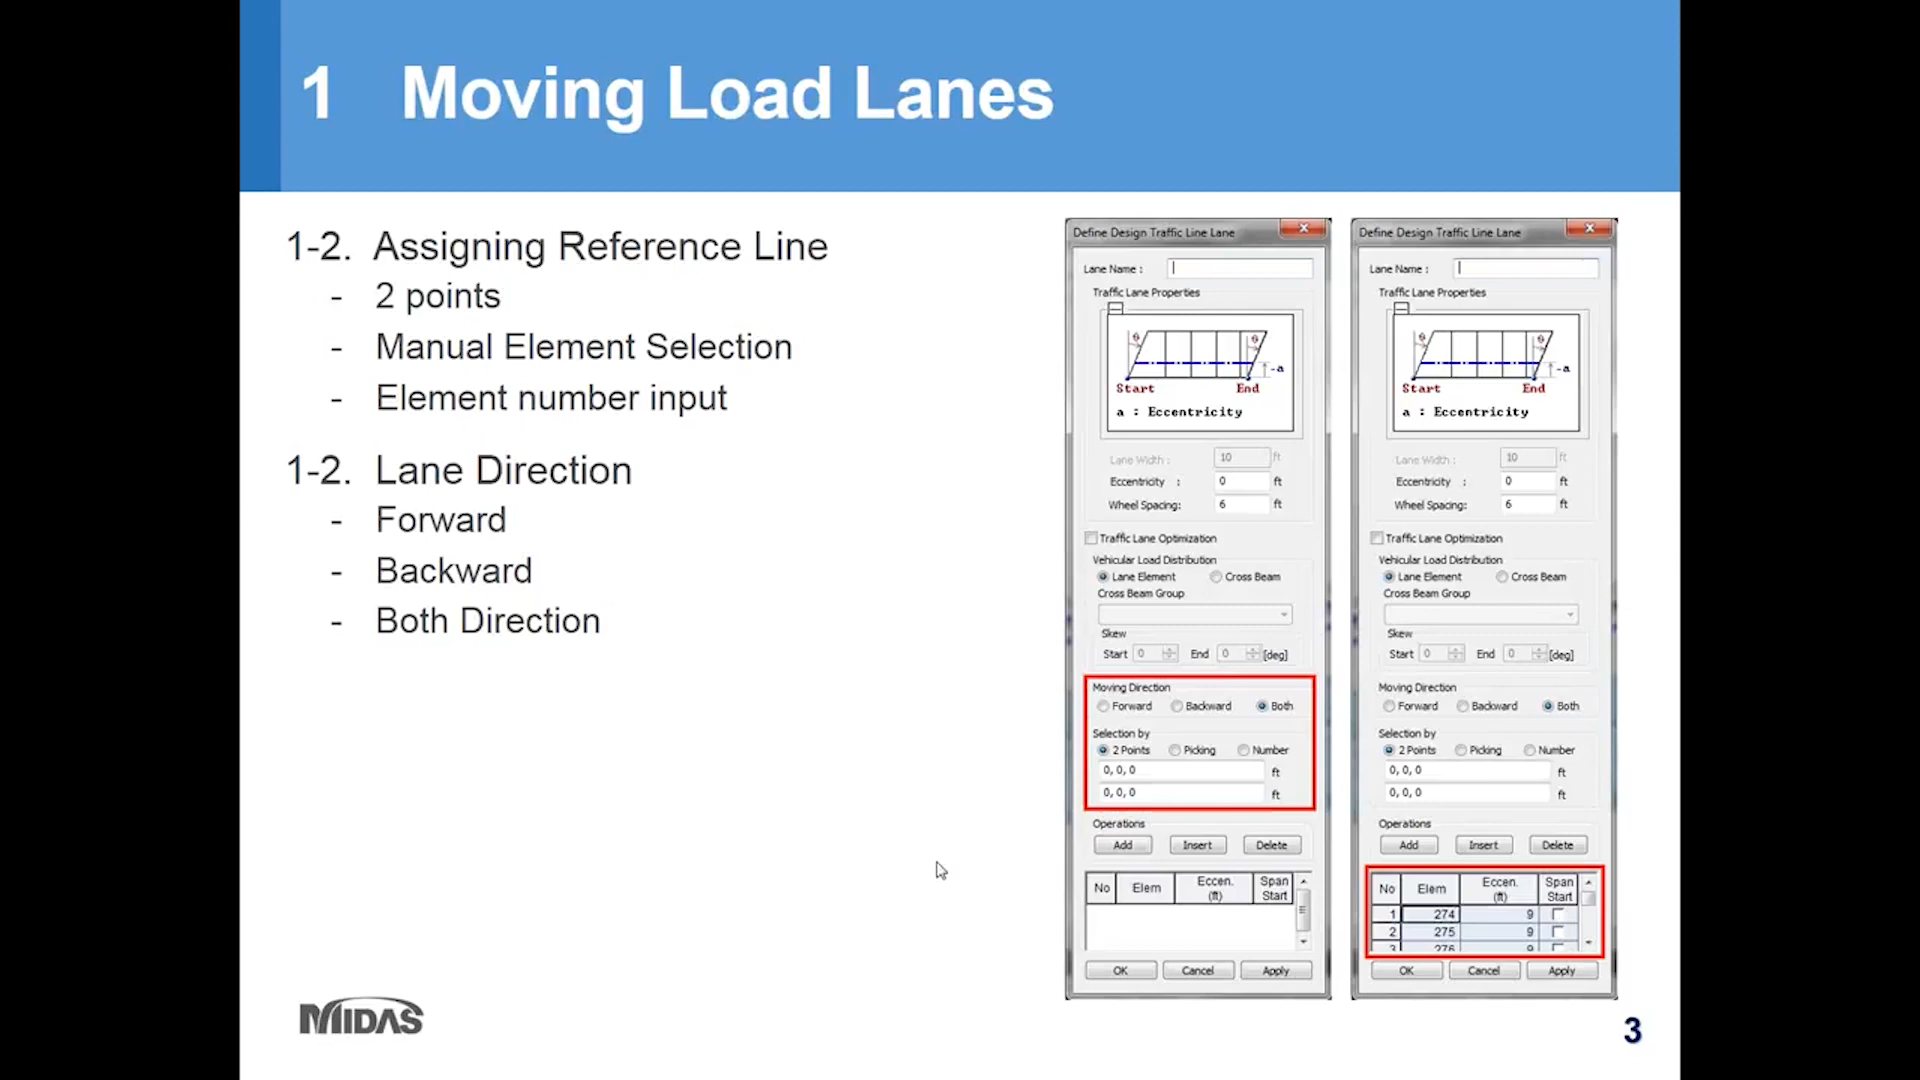 1 Moving Load Lanes
1-2. Assigning Reference Line
- 2 points
- Manual Element Selection
- Element number input
1-2. Lane Direction
- Forward
- Backward
- Both Direction
Define Design Traffic Line Lane
Lane Name :
Traffic Lane Properties
θ θ
-a
Start End
a : Eccentricity
Lane Width : 10 ft
Eccentricity : 0 ft
Wheel Spacing: 6 ft
Traffic Lane Optimization
Vehicular Load Distribution
Lane Element Cross Beam
Cross Beam Group
Skew
Start 0 End 0 [deg]
Moving Direction
Forward Backward Both
Selection by
2 Points Picking Number
0, 0, 0 ft
0, 0, 0 ft
Operations
Add Insert Delete
No Elem Eccen. (ft) Span Start
OK Cancel Apply
Define Design Traffic Line Lane
Lane Name :
Traffic Lane Properties
θ θ
-a
Start End
a : Eccentricity
Lane Width : 10 ft
Eccentricity : 0 ft
Wheel Spacing: 6 ft
Traffic Lane Optimization
Vehicular Load Distribution
Lane Element Cross Beam
Cross Beam Group
Skew
Start 0 End 0 [deg]
Moving Direction
Forward Backward Both
Selection by
2 Points Picking Number
0, 0, 0 ft
0, 0, 0 ft
Operations
Add Insert Delete
No Elem Eccen. (ft) Span Start
1 274 9
2 275 9
3 276 9
OK Cancel Apply
MIDAS
3